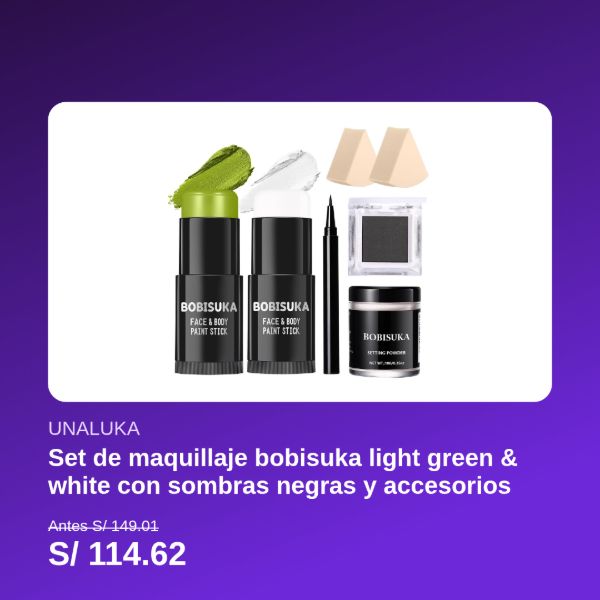 BOBISUKA
FACE & BODY
PAINT STICK
BOBISUKA
FACE & BODY
PAINT STICK
BOBISUKA
SETTING POWDER
UNALUKA
Set de maquillaje bobisuka light green &
white con sombras negras y accesorios
Antes S/ 149.01
S/ 114.62